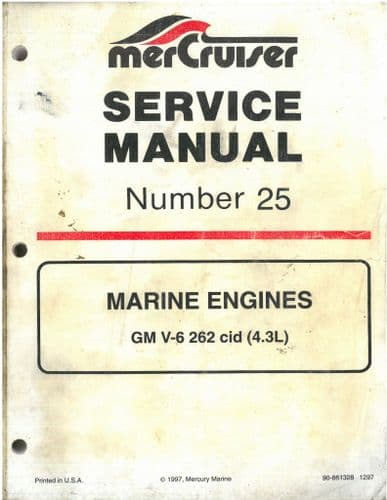 merCruiser
SERVICE
MANUAL
Number 25
MARINE ENGINES
GM V-6 262 cid (4.3L)
Printed in U.S.A.
© 1997, Mercury Marine
90-861328 1297